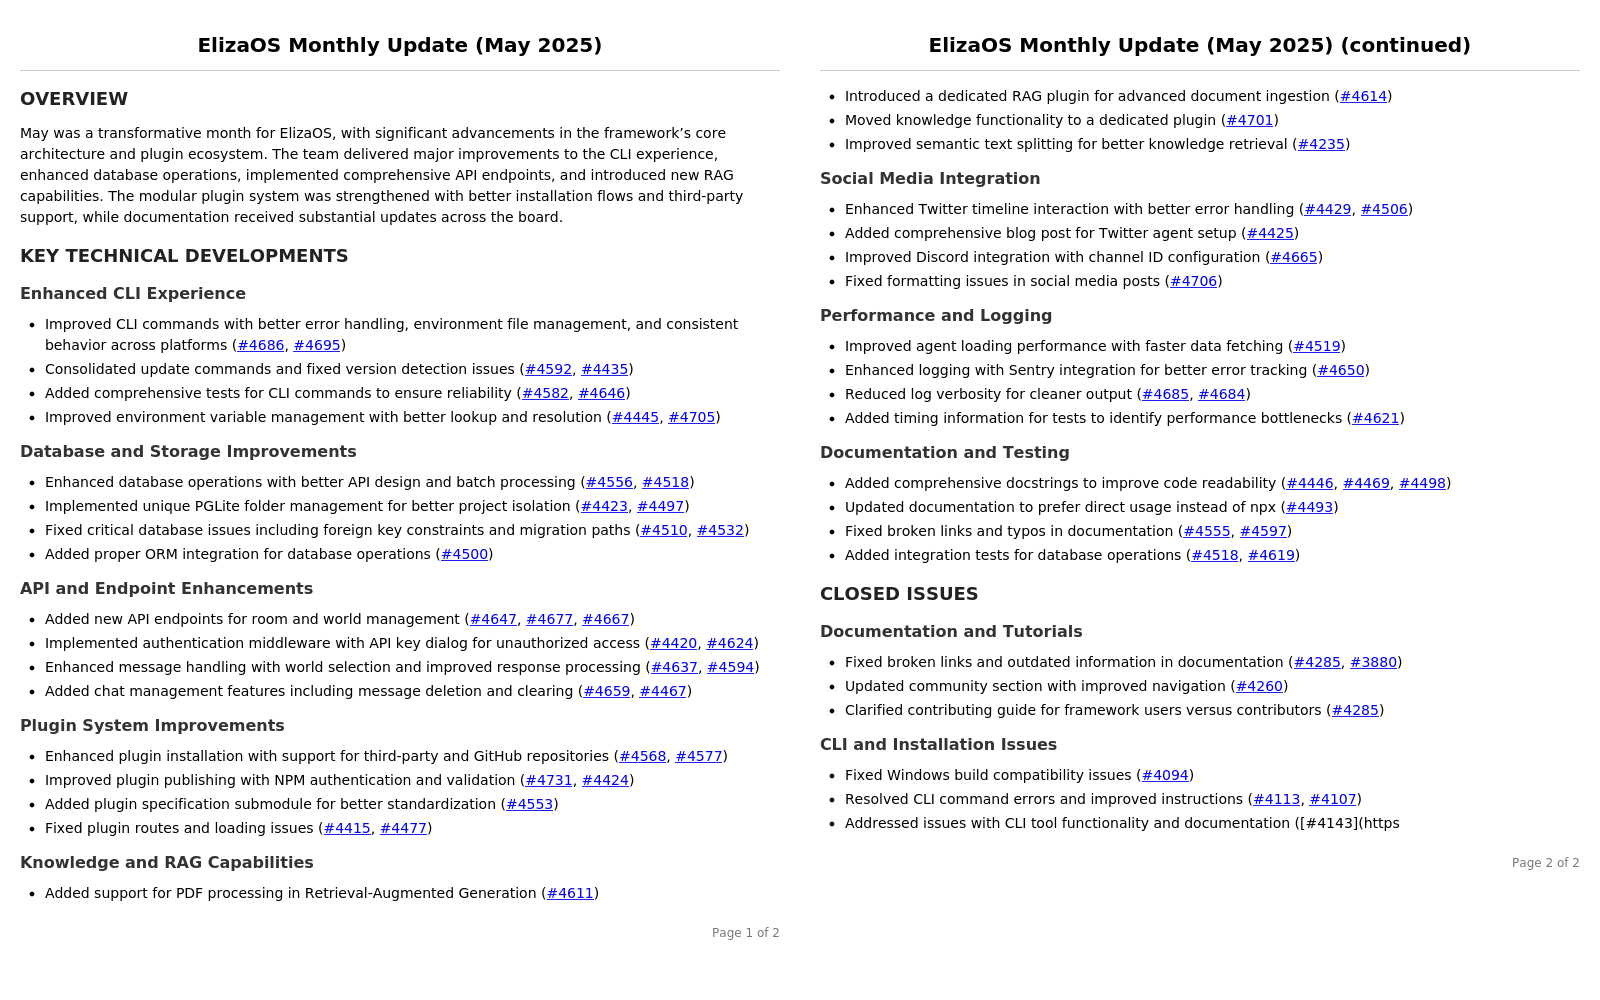 ElizaOS Monthly Update (May 2025)
OVERVIEW
May was a transformative month for ElizaOS, with significant advancements in the framework’s core
architecture and plugin ecosystem. The team delivered major improvements to the CLI experience,
enhanced database operations, implemented comprehensive API endpoints, and introduced new RAG
capabilities. The modular plugin system was strengthened with better installation flows and third-party
support, while documentation received substantial updates across the board.
KEY TECHNICAL DEVELOPMENTS
Enhanced CLI Experience
• Improved CLI commands with better error handling, environment file management, and consistent
behavior across platforms (#4686, #4695)
• Consolidated update commands and fixed version detection issues (#4592, #4435)
• Added comprehensive tests for CLI commands to ensure reliability (#4582, #4646)
• Improved environment variable management with better lookup and resolution (#4445, #4705)
Database and Storage Improvements
• Enhanced database operations with better API design and batch processing (#4556, #4518)
• Implemented unique PGLite folder management for better project isolation (#4423, #4497)
• Fixed critical database issues including foreign key constraints and migration paths (#4510, #4532)
• Added proper ORM integration for database operations (#4500)
API and Endpoint Enhancements
• Added new API endpoints for room and world management (#4647, #4677, #4667)
• Implemented authentication middleware with API key dialog for unauthorized access (#4420, #4624)
• Enhanced message handling with world selection and improved response processing (#4637, #4594)
• Added chat management features including message deletion and clearing (#4659, #4467)
Plugin System Improvements
• Enhanced plugin installation with support for third-party and GitHub repositories (#4568, #4577)
• Improved plugin publishing with NPM authentication and validation (#4731, #4424)
• Added plugin specification submodule for better standardization (#4553)
• Fixed plugin routes and loading issues (#4415, #4477)
Knowledge and RAG Capabilities
• Added support for PDF processing in Retrieval-Augmented Generation (#4611)
Page 1 of 2
ElizaOS Monthly Update (May 2025) (continued)
• Introduced a dedicated RAG plugin for advanced document ingestion (#4614)
• Moved knowledge functionality to a dedicated plugin (#4701)
• Improved semantic text splitting for better knowledge retrieval (#4235)
Social Media Integration
• Enhanced Twitter timeline interaction with better error handling (#4429, #4506)
• Added comprehensive blog post for Twitter agent setup (#4425)
• Improved Discord integration with channel ID configuration (#4665)
• Fixed formatting issues in social media posts (#4706)
Performance and Logging
• Improved agent loading performance with faster data fetching (#4519)
• Enhanced logging with Sentry integration for better error tracking (#4650)
• Reduced log verbosity for cleaner output (#4685, #4684)
• Added timing information for tests to identify performance bottlenecks (#4621)
Documentation and Testing
• Added comprehensive docstrings to improve code readability (#4446, #4469, #4498)
• Updated documentation to prefer direct usage instead of npx (#4493)
• Fixed broken links and typos in documentation (#4555, #4597)
• Added integration tests for database operations (#4518, #4619)
CLOSED ISSUES
Documentation and Tutorials
• Fixed broken links and outdated information in documentation (#4285, #3880)
• Updated community section with improved navigation (#4260)
• Clarified contributing guide for framework users versus contributors (#4285)
CLI and Installation Issues
• Fixed Windows build compatibility issues (#4094)
• Resolved CLI command errors and improved instructions (#4113, #4107)
• Addressed issues with CLI tool functionality and documentation ([#4143](https
Page 2 of 2